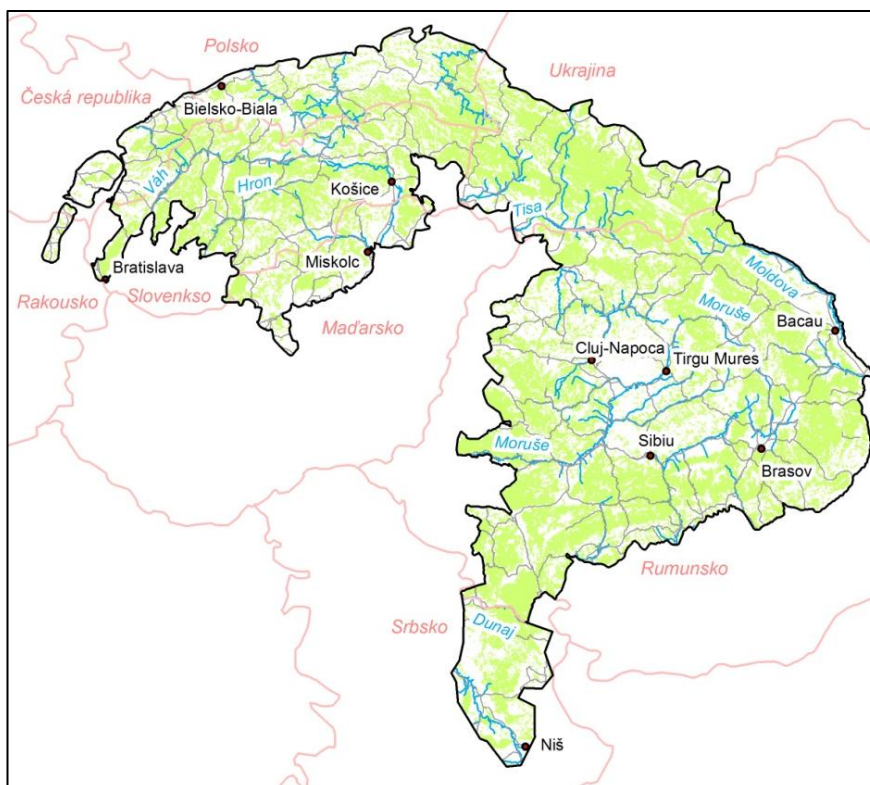 Polsko
Ukrajina
Česká republika
Bielsko-Biala
Váh
Hron
Košice
Tisa
Bratislava
Miskolc
Rakousko
Slovenkso
Maďarsko
Moldova
Moruše
Bacau
Cluj-Napoca
Tirgu Mures
Moruše
Sibiu
Brasov
Rumunsko
Srbsko
Dunaj
Niš